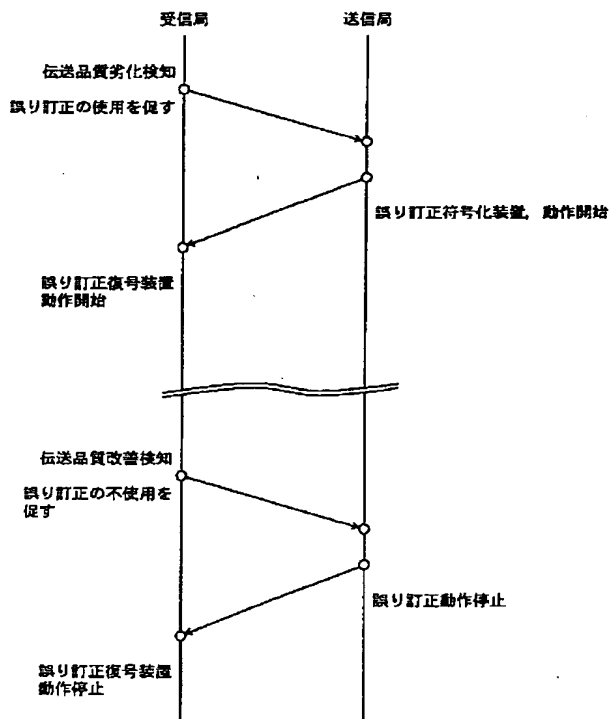 受信局
送信局
伝送品質劣化検知
誤り訂正の使用を促す
誤り訂正符号化装置，動作開始
誤り訂正復号装置
動作開始
伝送品質改善検知
誤り訂正の不使用を
促す
誤り訂正動作停止
誤り訂正復号装置
動作停止